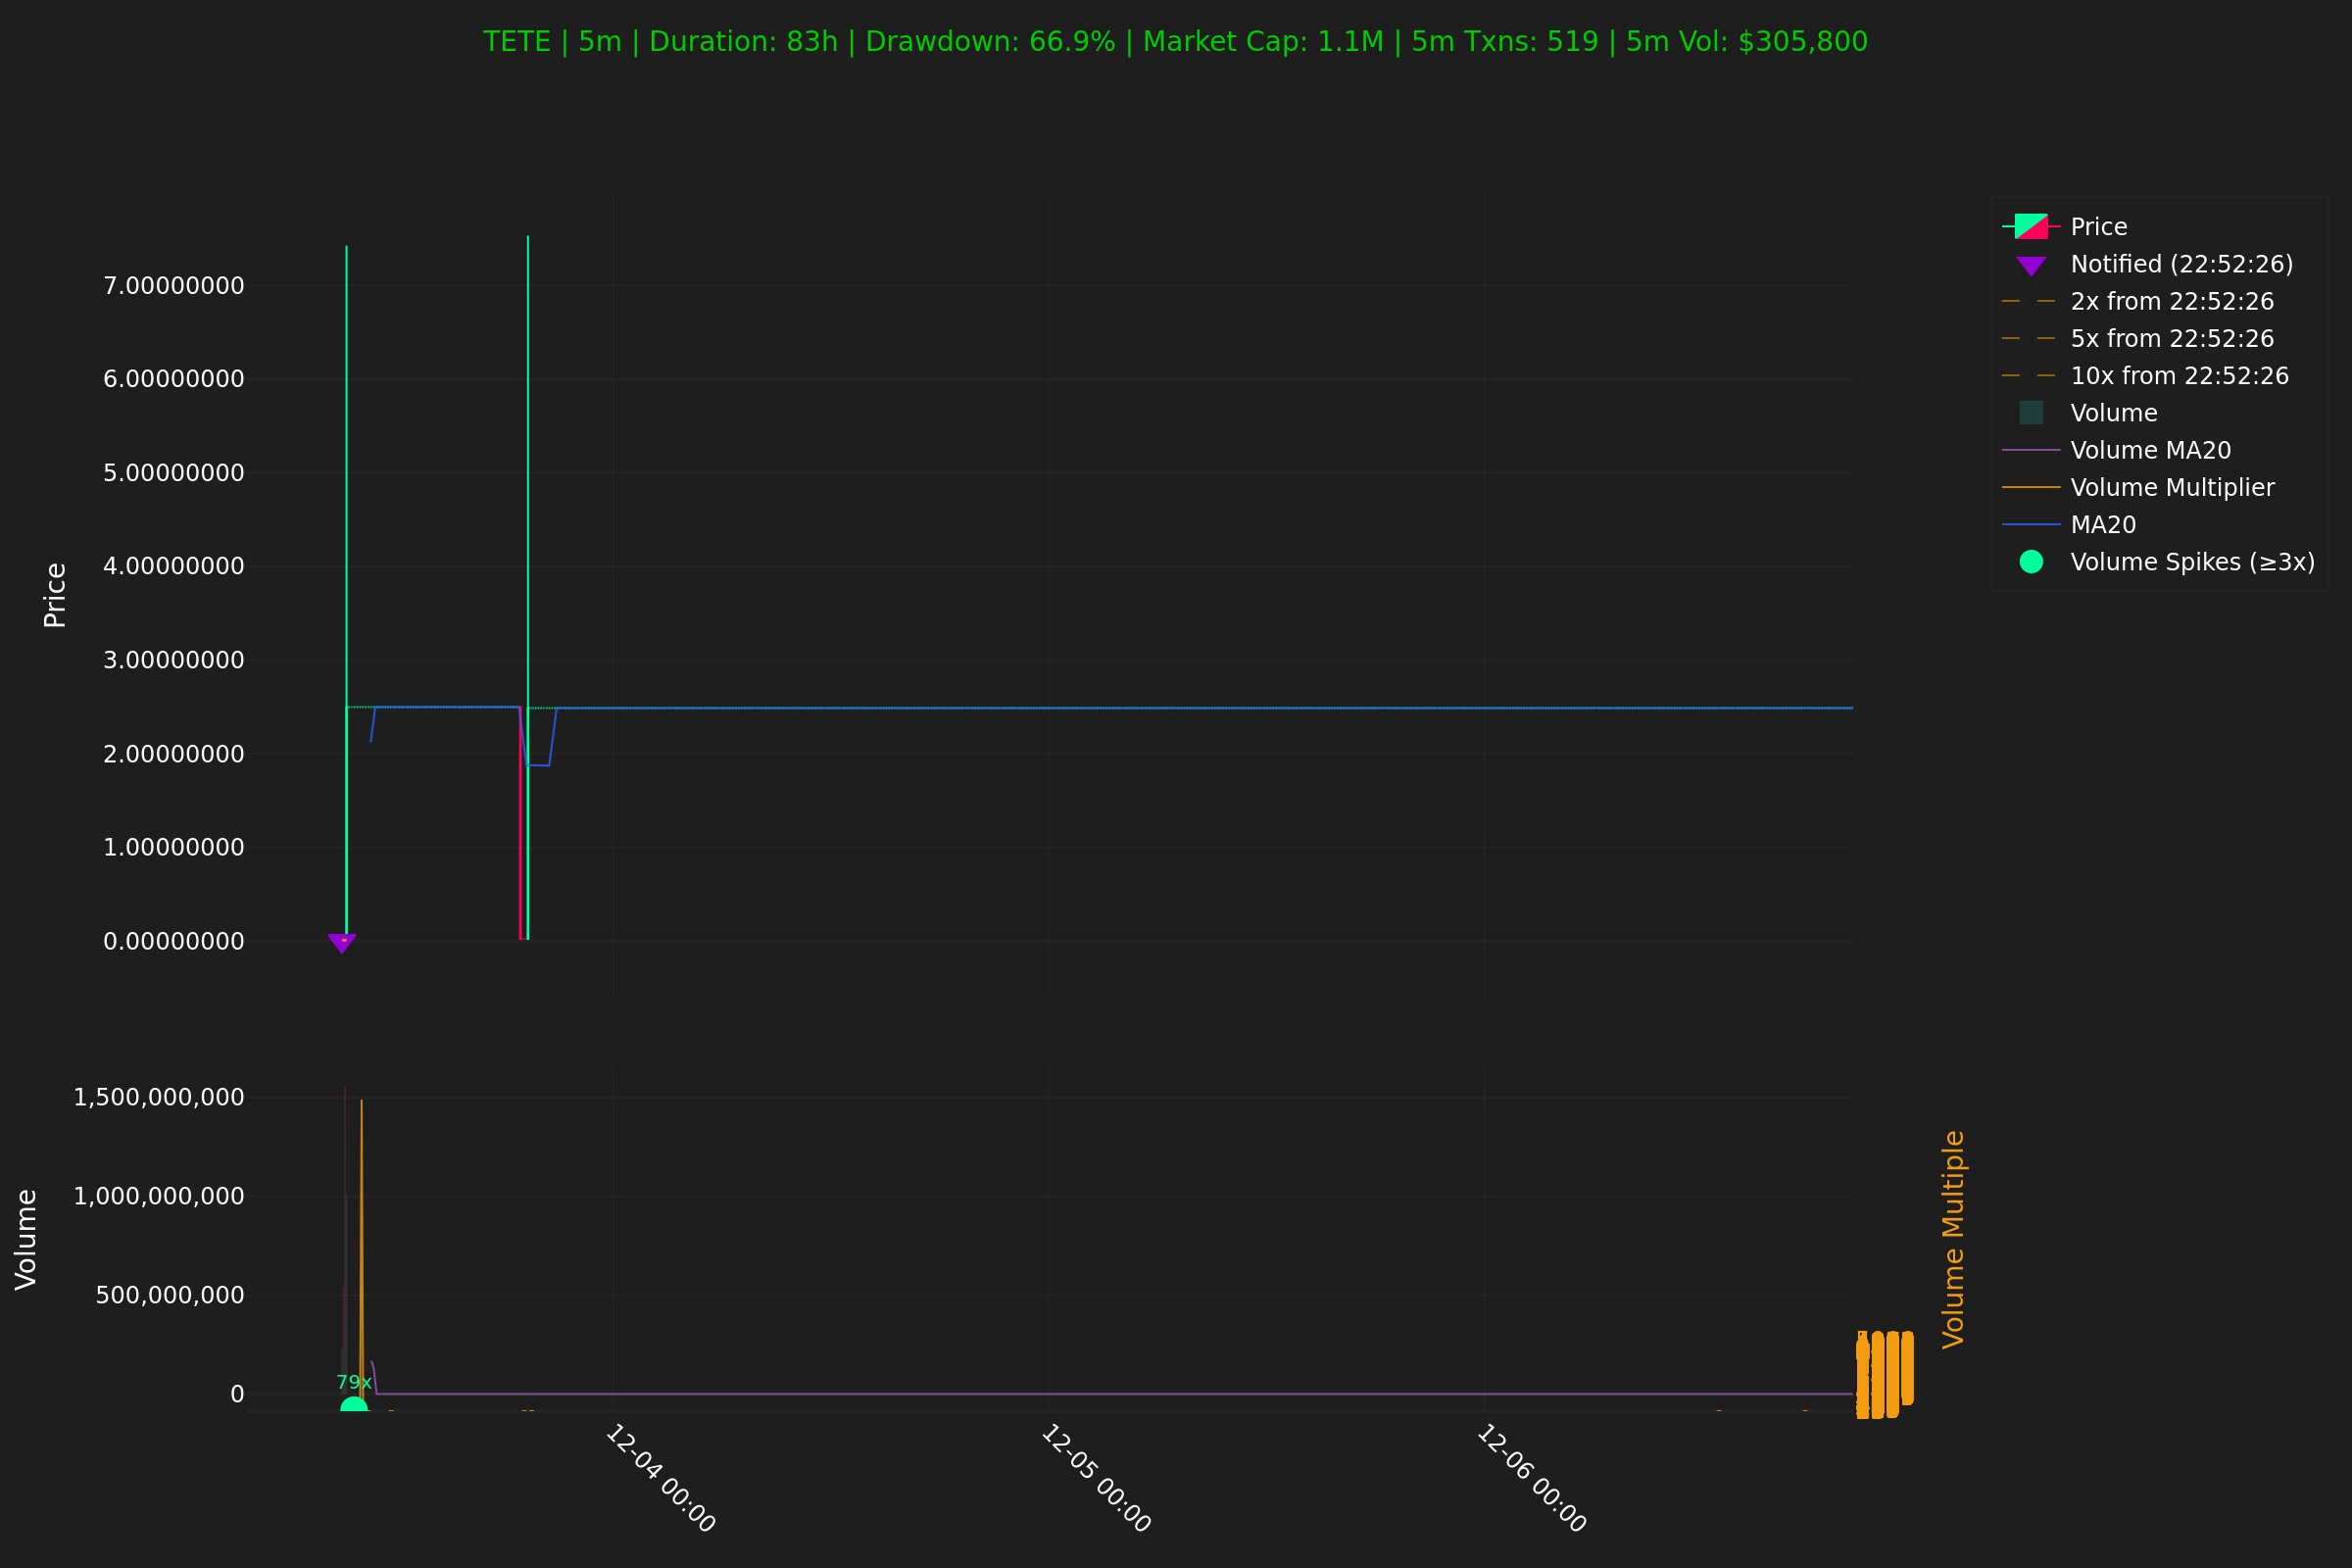 TETE | 5m | Duration: 83h | Drawdown: 66.9% | Market Cap: 1.1M | 5m Txns: 519 | 5m Vol: $305,800
Price
7.00000000
6.00000000
5.00000000
4.00000000
3.00000000
2.00000000
1.00000000
0.00000000
Price
Notified (22:52:26)
2x from 22:52:26
5x from 22:52:26
10x from 22:52:26
Volume
Volume MA20
Volume Multiplier
MA20
Volume Spikes (≥3x)
Volume
1,500,000,000
1,000,000,000
500,000,000
0
79x
Volume Multiple
12-04 00:00
12-05 00:00
12-06 00:00